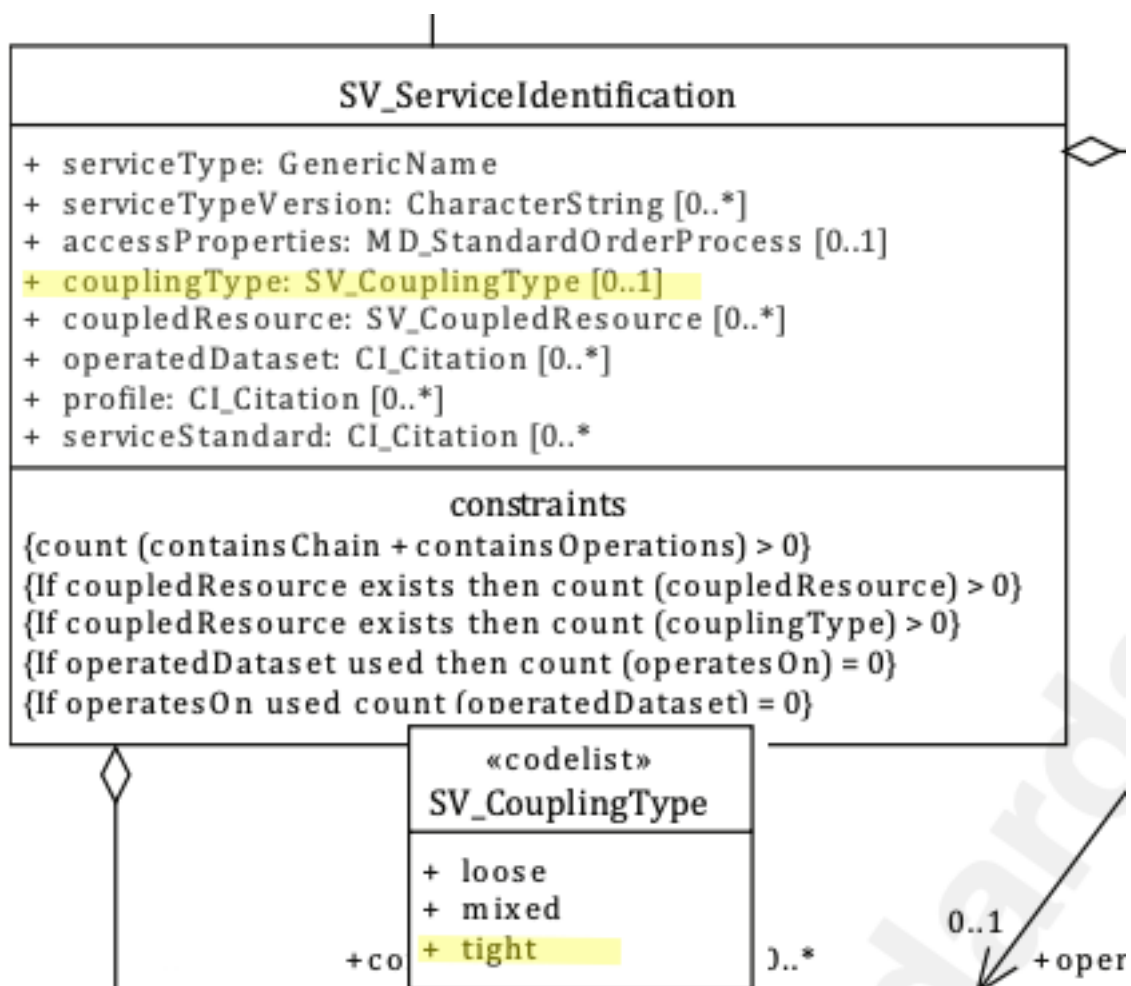 SV_ServiceIdentification
+ serviceType: GenericName
+ serviceTypeVersion: CharacterString [0..*]
+ accessProperties: MD_StandardOrderProcess [0..1]
+ couplingType: SV_CouplingType [0..1]
+ coupledResource: SV_CoupledResource [0..*]
+ operatedDataset: CI_Citation [0..*]
+ profile: CI_Citation [0..*]
+ serviceStandard: CI_Citation [0..*
constraints
{count (containsChain + containsOperations) > 0}
{If coupledResource exists then count (coupledResource) > 0}
{If coupledResource exists then count (couplingType) > 0}
{If operatedDataset used then count (operatesOn) = 0}
{If operatesOn used count (operatedDataset) = 0}
«codelist»
SV_CouplingType
+ loose
+ mixed
+ tight
0..1
+co
..*
+oper